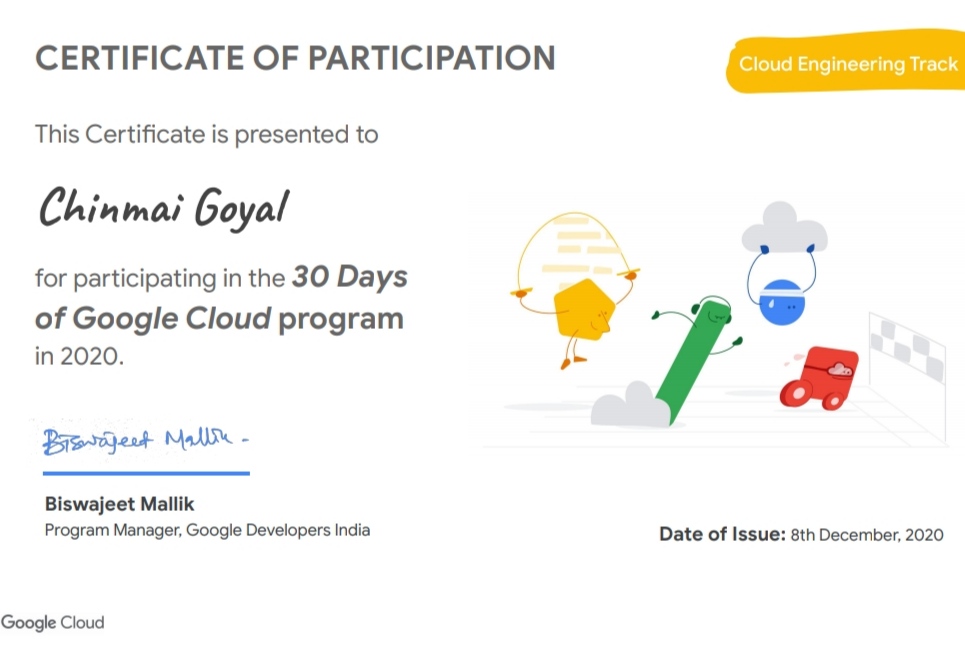 CERTIFICATE OF PARTICIPATION
Cloud Engineering Track
This Certificate is presented to
Chinmai Goyal
for participating in the 30 Days
of Google Cloud program
in 2020.
Biswajeet Mallik -
Biswajeet Mallik
Program Manager, Google Developers India
Date of Issue: 8th December, 2020
Google Cloud